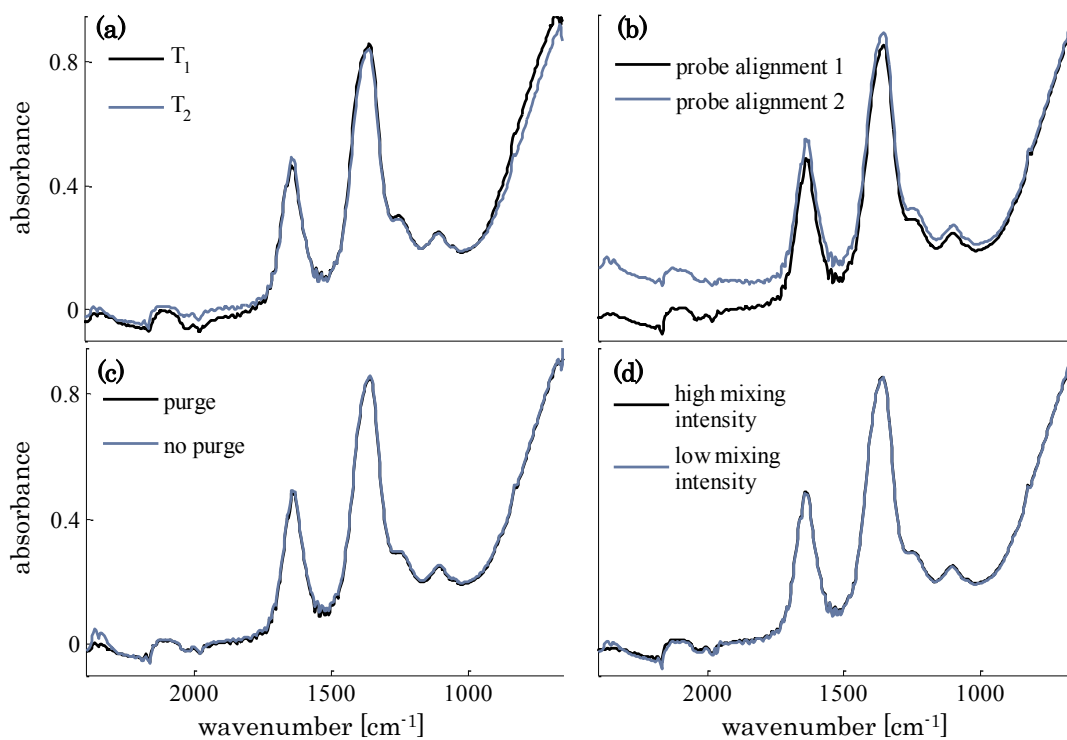 (a)
T₁
T₂
absorbance
0.8
0.4
0
(b)
probe alignment 1
probe alignment 2
(c)
purge
no purge
absorbance
0.8
0.4
0
2000
1500
1000
wavenumber [cm⁻¹]
(d)
high mixing
intensity
low mixing
intensity
2000
1500
1000
wavenumber [cm⁻¹]